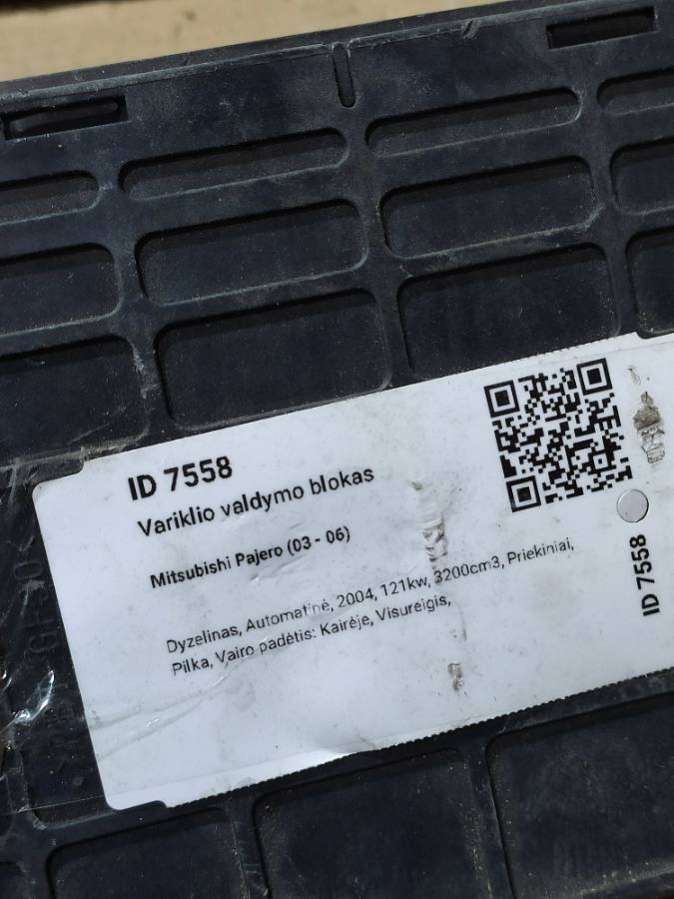 ID 7558
Variklio valdymo blokas
Mitsubishi Pajero (03 - 06)
Dyzelinas, Automatinė, 2004, 121kw, 3200cm3, Priekiniai,
Pilka, Vairo padėtis: Kairėje, Visureigis,
ID 7558